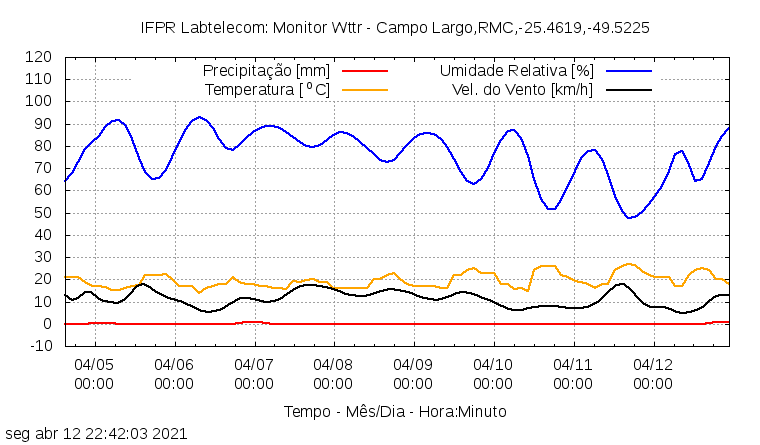 IFPR Labtelecom: Monitor Wttr - Campo Largo,RMC,-25.4619,-49.5225
Precipitação [mm]
Umidade Relativa [%]
Temperatura [⁰C]
Vel. do Vento [km/h]
120
110
100
90
80
70
60
50
40
30
20
10
0
-10
04/05 04/06 04/07 04/08 04/09 04/10 04/11 04/12
00:00 00:00 00:00 00:00 00:00 00:00 00:00 00:00
Tempo - Mês/Dia - Hora:Minuto
seg abr 12 22:42:03 2021